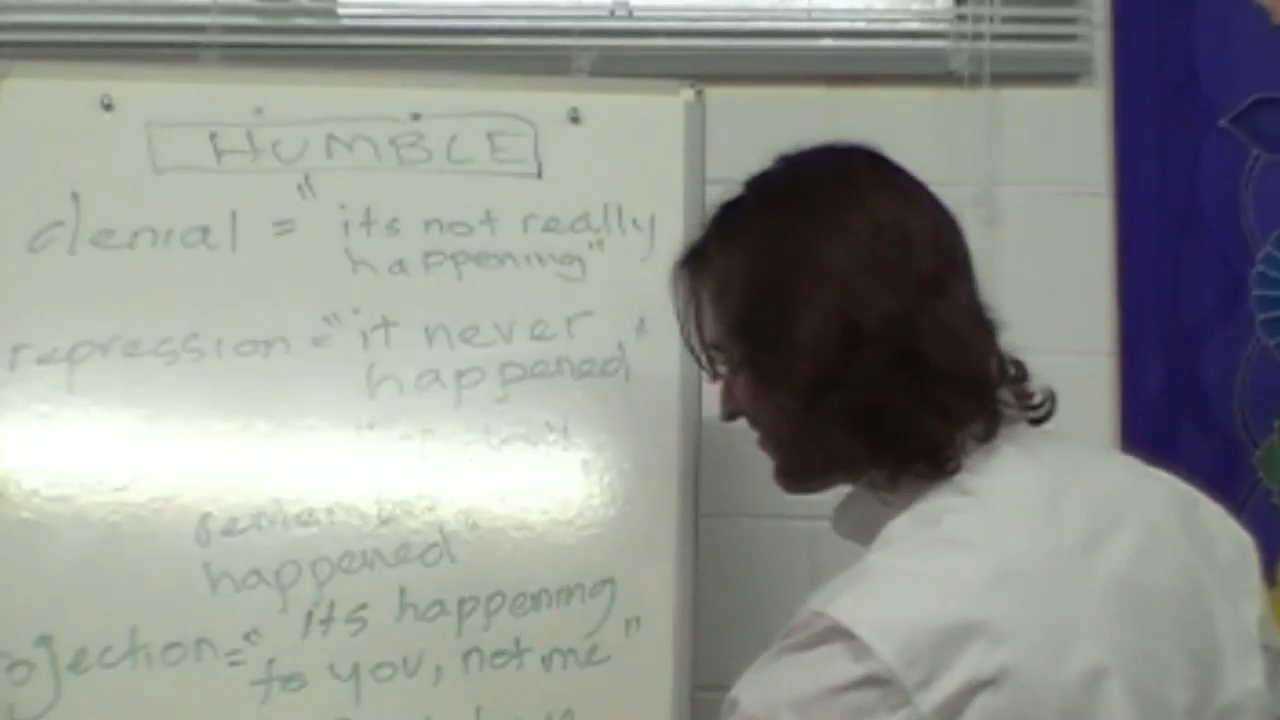 HUMBLE
denial = "its not really
happening"
repression = "it never
happened"
happened"
ojection= "its happening
to you, not me"